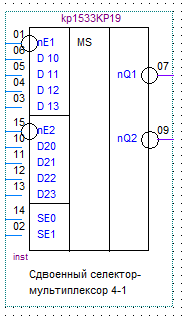 kp1533KP19
01 nE1 MS
06 D 10
05 D 11 nQ1 07
04 D 12
03 D 13
15 nE2 nQ2 09
10 D20
11 D21
12 D22
13 D23
14 SE0
02 SE1
inst
Сдвоенный селектор-
мультиплексор 4-1